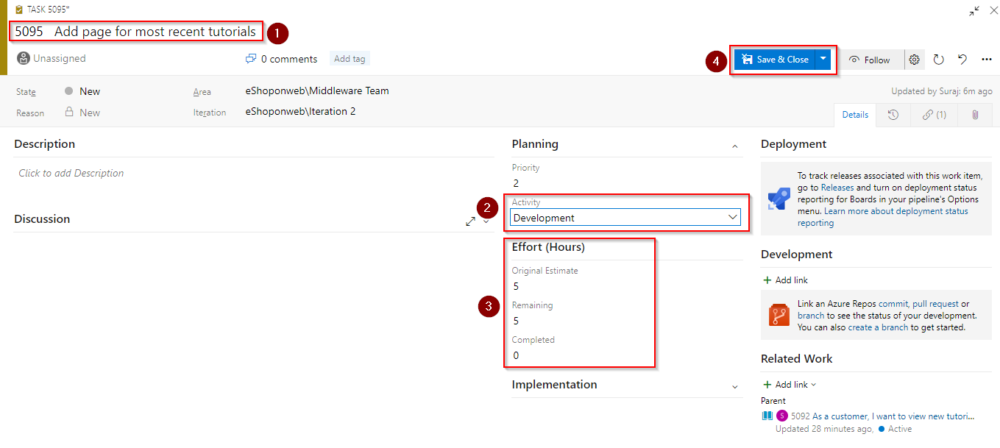 TASK 5095*
5095 Add page for most recent tutorials
1
Unassigned
0 comments
Add tag
4
Save & Close
Follow
State
New
Area
eShoponweb\Middleware Team
Updated by Suraj: 6m ago
Reason
New
Iteration
eShoponweb\Iteration 2
Details
(1)
Description
Click to add Description
Discussion
Planning
Priority
2
2
Activity
Development
3
Effort (Hours)
Original Estimate
5
Remaining
5
Completed
0
Implementation
Deployment
To track releases associated with this work item,
go to Releases and turn on deployment status
reporting for Boards in your pipeline's Options
menu. Learn more about deployment status
reporting
Development
Add link
Link an Azure Repos commit, pull request or
branch to see the status of your development.
You can also create a branch to get started.
Related Work
Add link
Parent
S
5092 As a customer, I want to view new tutori...
Updated 28 minutes ago, Active